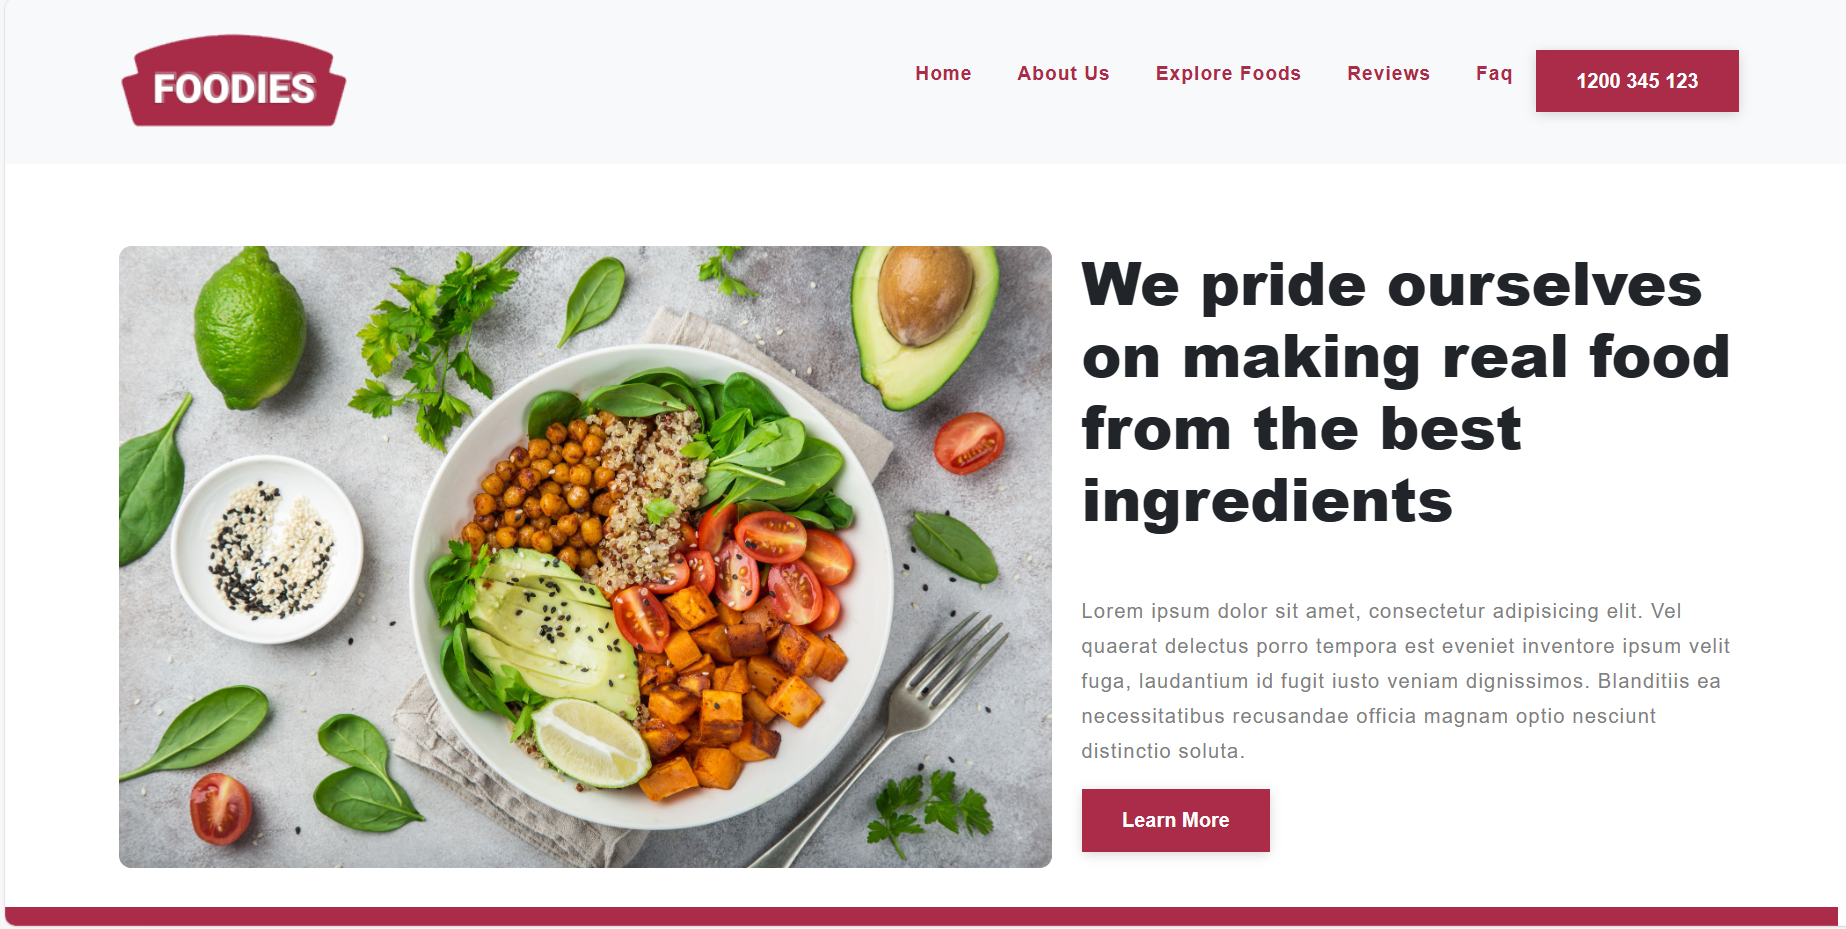 FOODIES
Home About Us Explore Foods Reviews Faq 1200 345 123
We pride ourselves
on making real food
from the best
ingredients
Lorem ipsum dolor sit amet, consectetur adipisicing elit. Vel
quaerat delectus porro tempora est eveniet inventore ipsum velit
fuga, laudantium id fugit iusto veniam dignissimos. Blanditiis ea
necessitatibus recusandae officia magnam optio nesciunt
distinctio soluta.
Learn More